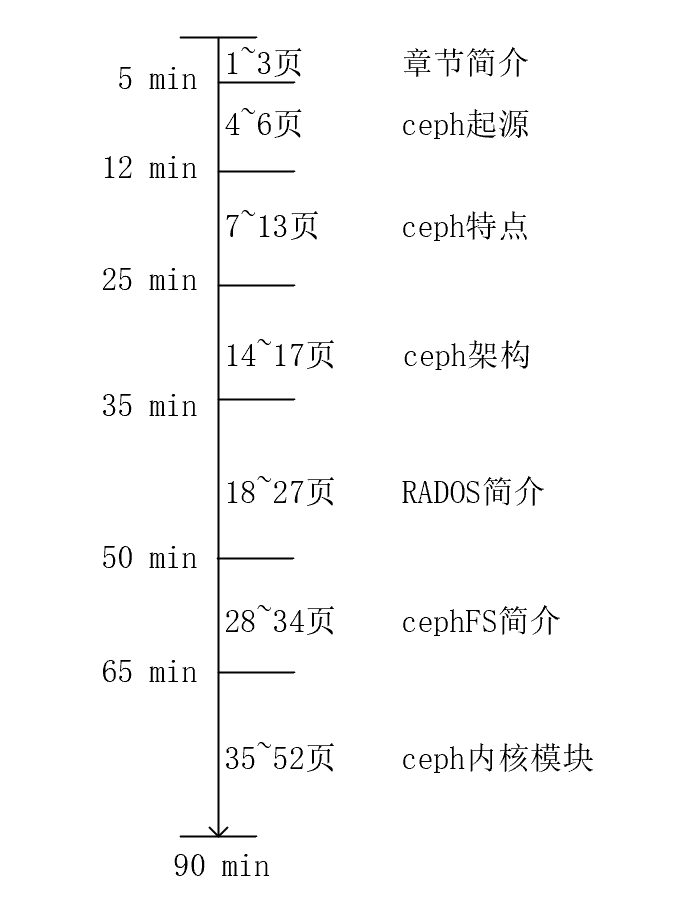 1~3页 章节简介
5 min
4~6页 ceph起源
12 min
7~13页 ceph特点
25 min
14~17页 ceph架构
35 min
18~27页 RADOS简介
50 min
28~34页 cephFS简介
65 min
35~52页 ceph内核模块
90 min